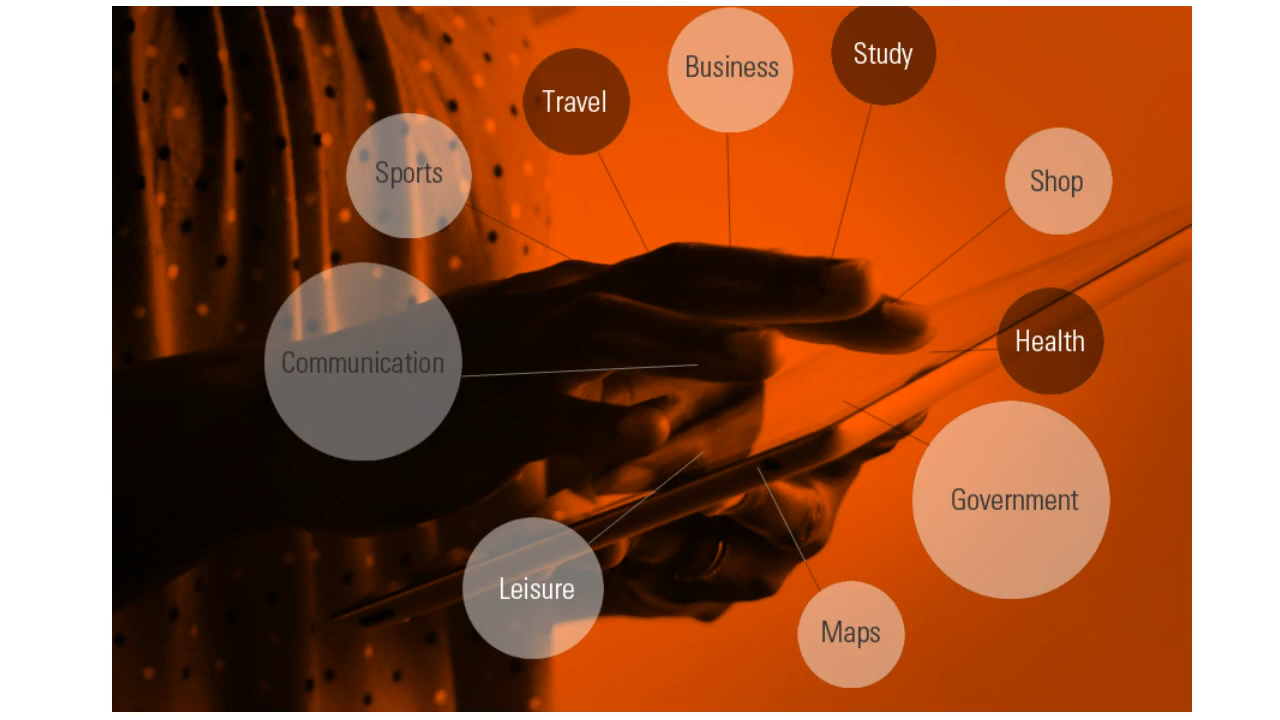 Business
Study
Travel
Sports
Shop
Health
Communication
Government
Leisure
Maps